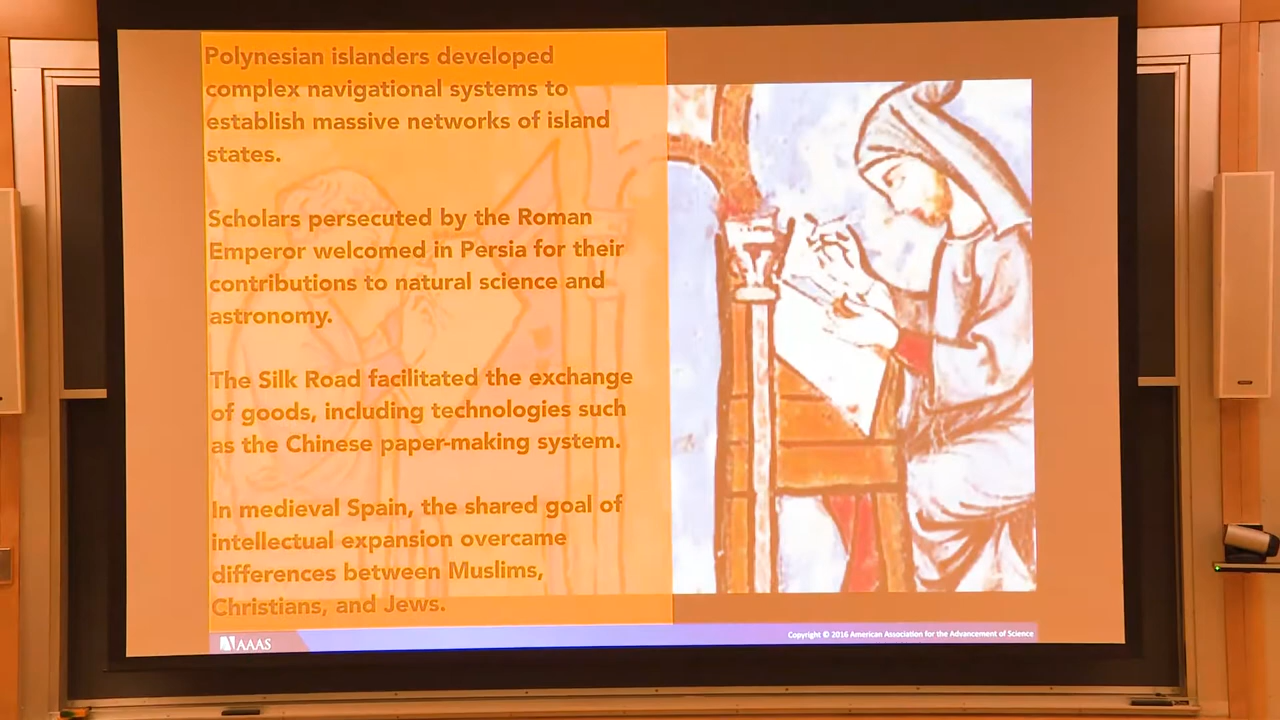 Polynesian islanders developed
complex navigational systems to
establish massive networks of island
states.
Scholars persecuted by the Roman
Emperor welcomed in Persia for their
contributions to natural science and
astronomy.
The Silk Road facilitated the exchange
of goods, including technologies such
as the Chinese paper-making system.
In medieval Spain, the shared goal of
intellectual expansion overcame
differences between Muslims,
Christians, and Jews.
AAAS
Copyright © 2016 American Association for the Advancement of Science